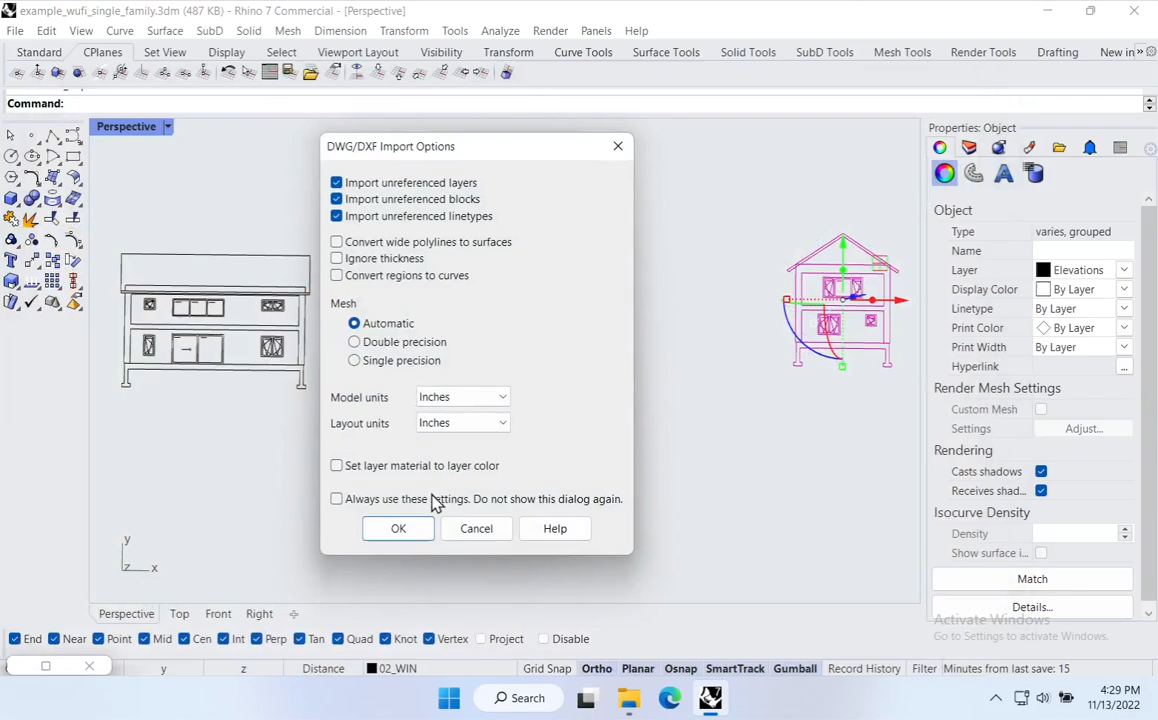 example_wufi_single_family.3dm (487 KB) - Rhino 7 Commercial - [Perspective]
File Edit View Curve Surface SubD Solid Mesh Dimension Transform Tools Analyze Render Panels Help
Standard CPlanes Set View Display Select Viewport Layout Visibility Transform Curve Tools Surface Tools Solid Tools SubD Tools Mesh Tools Render Tools Drafting New in »
Command:
Perspective
DWG/DXF Import Options
Import unreferenced layers
Import unreferenced blocks
Import unreferenced linetypes
Convert wide polylines to surfaces
Ignore thickness
Convert regions to curves
Mesh
Automatic
Double precision
Single precision
Model units Inches
Layout units Inches
Set layer material to layer color
Always use these settings. Do not show this dialog again.
OK Cancel Help
Properties: Object
Object
Type varies, grouped
Name
Layer Elevations
Display Color By Layer
Linetype By Layer
Print Color By Layer
Print Width By Layer
Hyperlink ...
Render Mesh Settings
Custom Mesh
Settings Adjust...
Rendering
Casts shadows
Receives shad...
Isocurve Density
Density
Show surface i...
Match
Details...
Activate Windows
Go to Settings to activate Windows.
y
z x
Perspective Top Front Right
End Near Point Mid Cen Int Perp Tan Quad Knot Vertex Project Disable
y z Distance 02_WIN Grid Snap Ortho Planar Osnap SmartTrack Gumball Record History Filter Minutes from last save: 15
Search
4:29 PM
11/13/2022